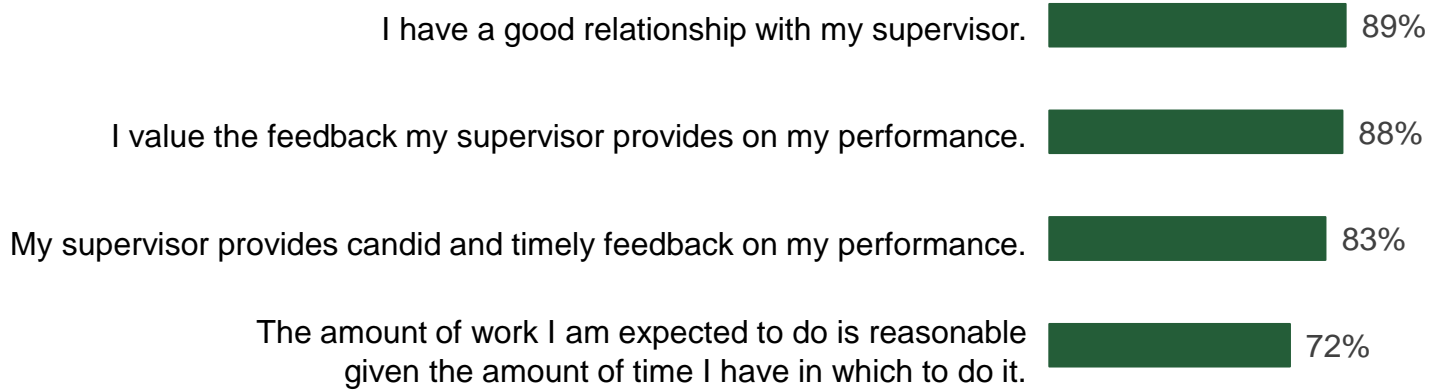 I have a good relationship with my supervisor. 89%
I value the feedback my supervisor provides on my performance. 88%
My supervisor provides candid and timely feedback on my performance. 83%
The amount of work I am expected to do is reasonable
given the amount of time I have in which to do it. 72%